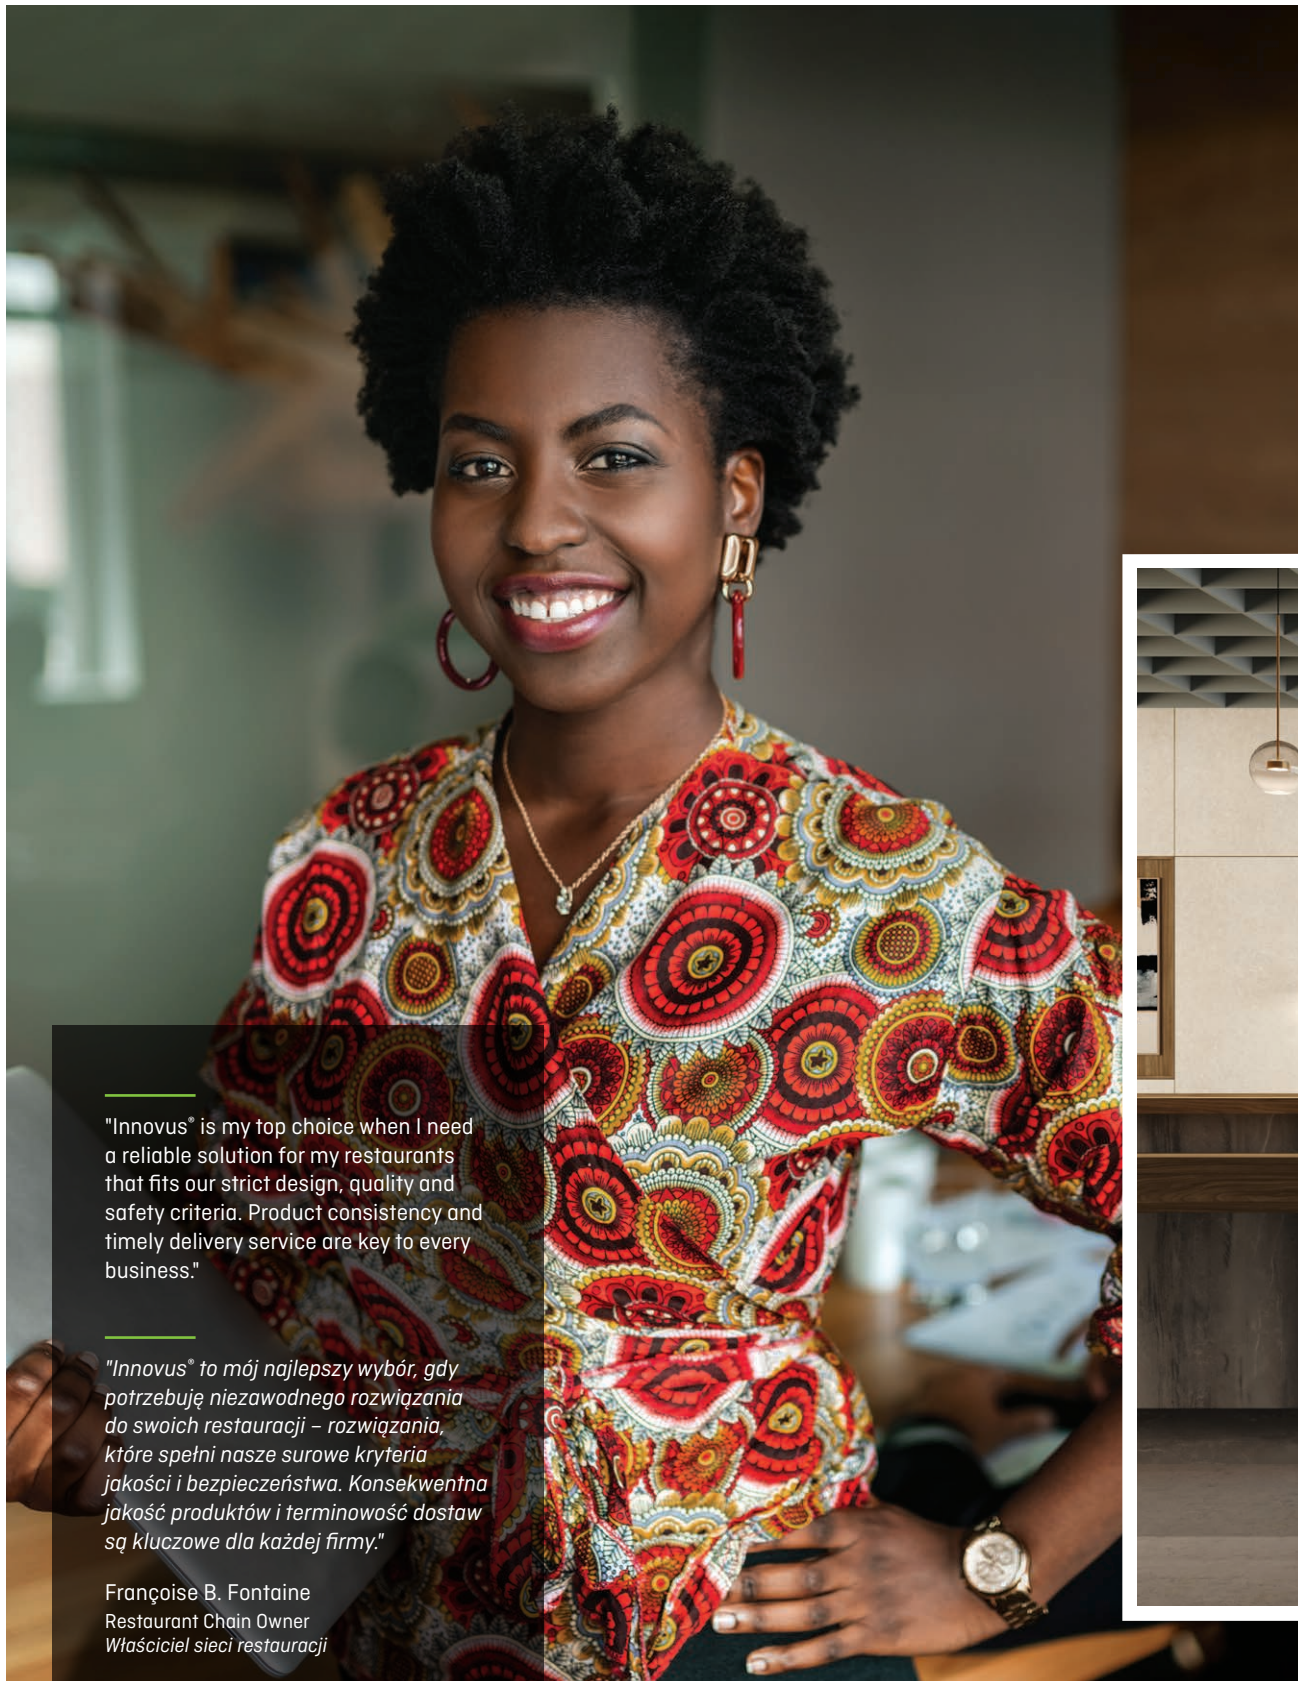 "Innovus® is my top choice when I need
a reliable solution for my restaurants
that fits our strict design, quality and
safety criteria. Product consistency and
timely delivery service are key to every
business."
"Innovus® to mój najlepszy wybór, gdy
potrzebuję niezawodnego rozwiązania
do swoich restauracji – rozwiązania,
które spełni nasze surowe kryteria
jakości i bezpieczeństwa. Konsekwentna
jakość produktów i terminowość dostaw
są kluczowe dla każdej firmy."
Françoise B. Fontaine
Restaurant Chain Owner
Właściciel sieci restauracji